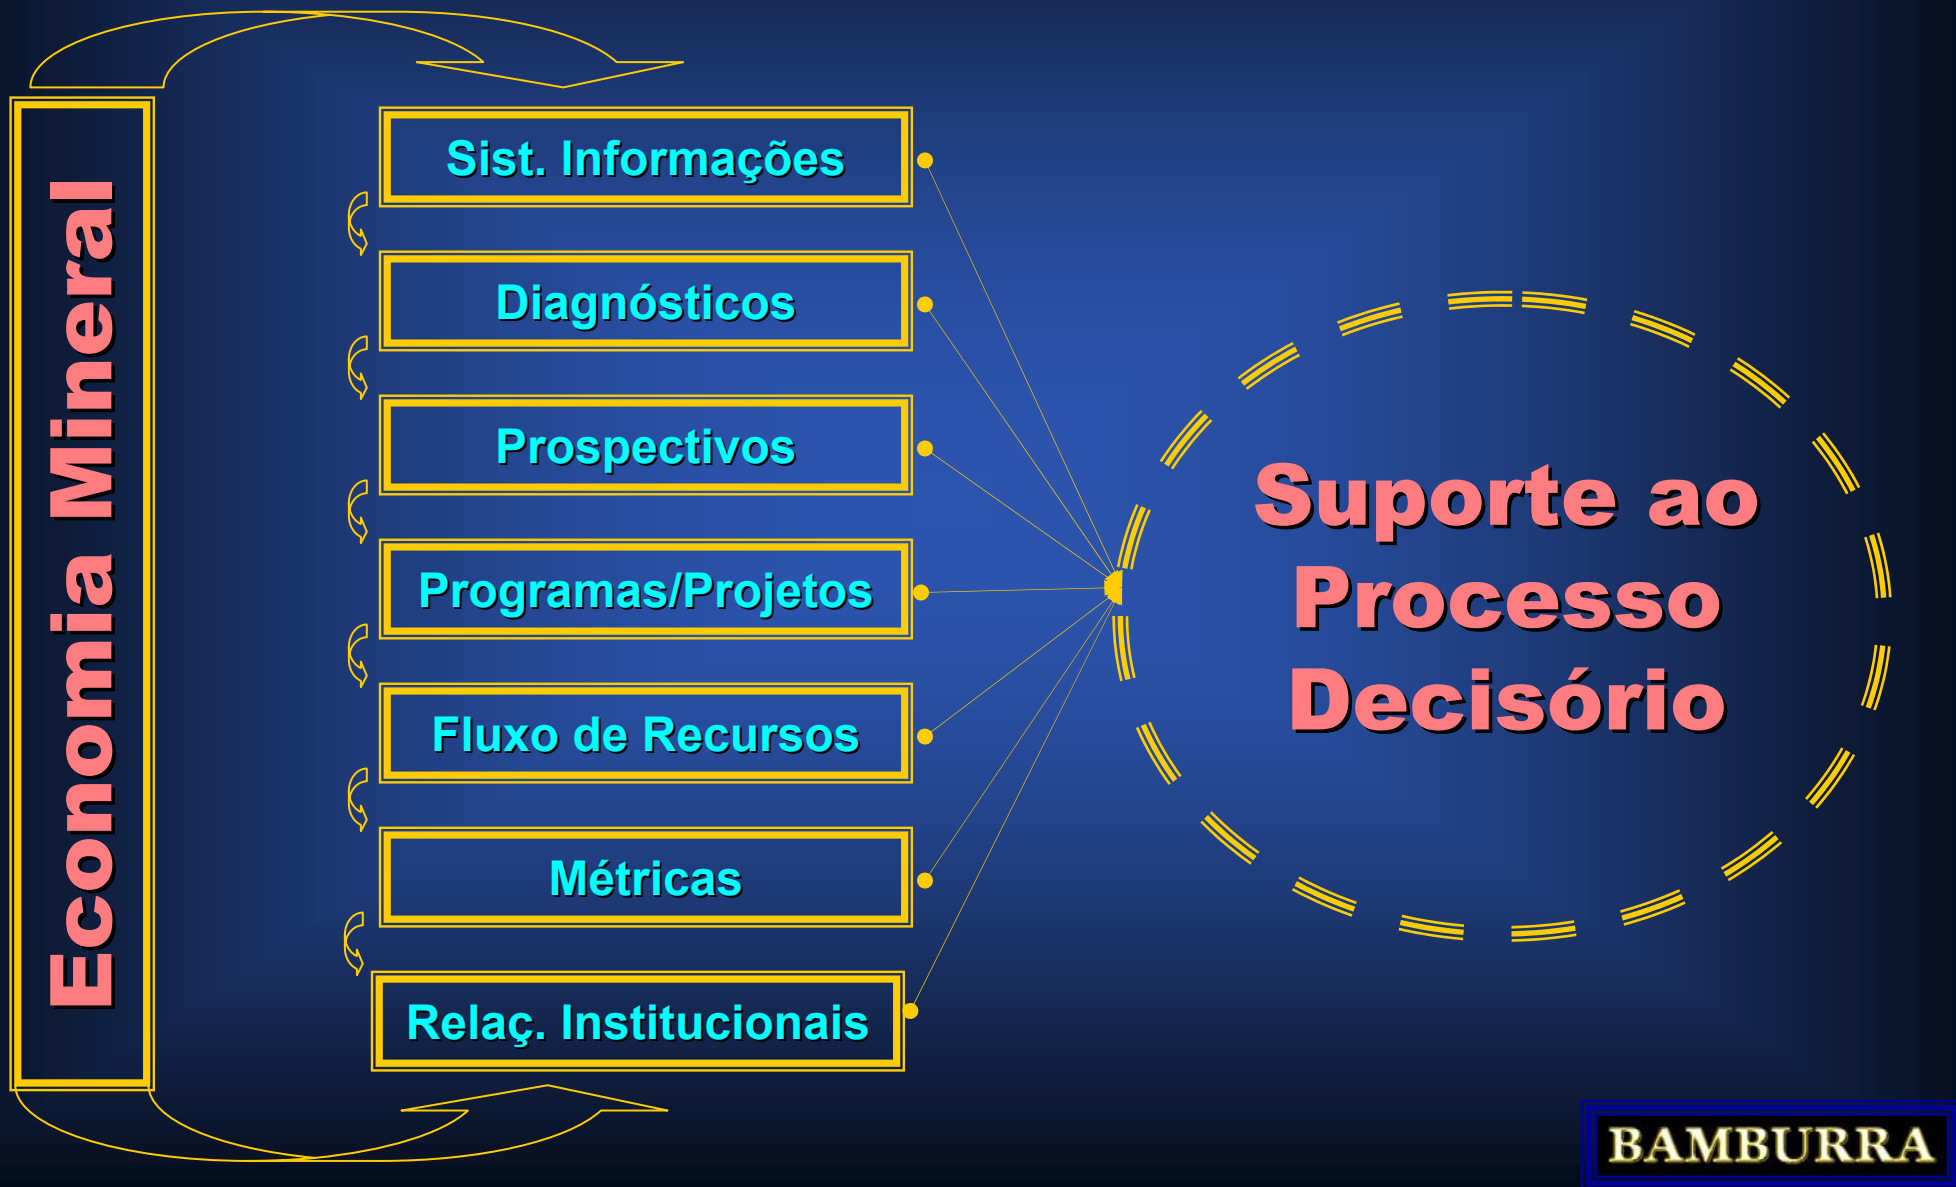 Economia Mineral
Sist. Informações
Diagnósticos
Prospectivos
Programas/Projetos
Fluxo de Recursos
Métricas
Relaç. Institucionais
Suporte ao
Processo
Decisório
BAMBURRA